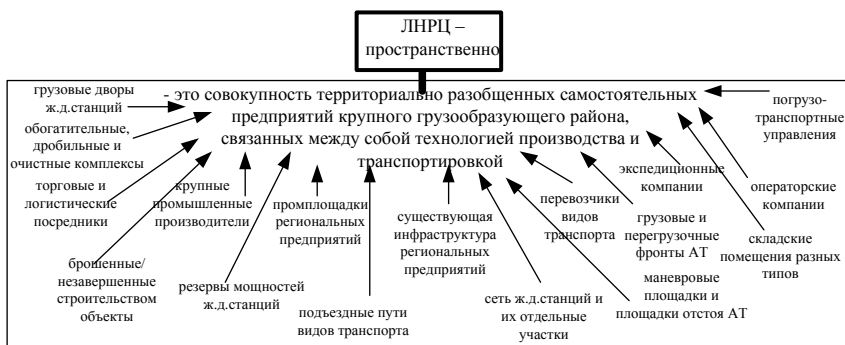 ЛНРЦ –
пространственно
- это совокупность территориально разобщенных самостоятельных
предприятий крупного грузообразующего района,
связанных между собой технологией производства и
транспортировкой
грузовые дворы
ж.д.станций
обогатительные,
дробильные и
очистные комплексы
торговые и
логистические
посредники
крупные
промышленные
производители
брошенные/
незавершенные
строительством
объекты
резервы мощностей
ж.д.станций
промплощадки
региональных
предприятий
подъездные пути
видов транспорта
существующая
инфраструктура
региональных
предприятий
сеть ж.д.станций и
их отдельные
участки
перевозчики
видов
транспорта
маневровые
площадки и
площадки отстоя АТ
грузовые и
перегрузочные
фронты АТ
экспедиционные
компании
складские
помещения разных
типов
операторские
компании
погрузо-
транспортные
управления